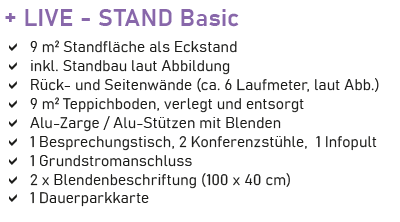 + LIVE - STAND Basic
9 m² Standfläche als Eckstand
inkl. Standbau laut Abbildung
Rück- und Seitenwände (ca. 6 Laufmeter, laut Abb.)
9 m² Teppichboden, verlegt und entsorgt
Alu-Zarge / Alu-Stützen mit Blenden
1 Besprechungstisch, 2 Konferenzstühle, 1 Infopult
1 Grundstromanschluss
2 x Blendenbeschriftung (100 x 40 cm)
1 Dauerparkkarte